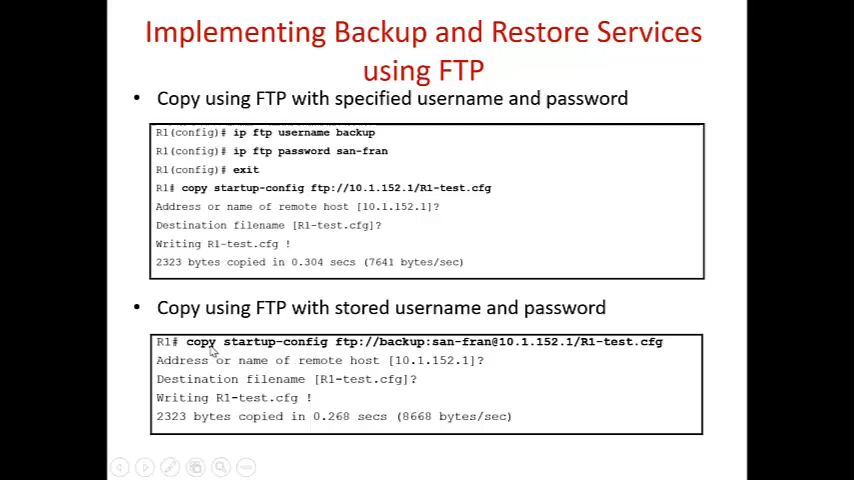 Implementing Backup and Restore Services
using FTP
• Copy using FTP with specified username and password
R1(config)# ip ftp username backup
R1(config)# ip ftp password san-fran
R1(config)# exit
R1# copy startup-config ftp://10.1.152.1/R1-test.cfg
Address or name of remote host [10.1.152.1]?
Destination filename [R1-test.cfg]?
Writing R1-test.cfg !
2323 bytes copied in 0.304 secs (7641 bytes/sec)
• Copy using FTP with stored username and password
R1# copy startup-config ftp://backup:san-fran@10.1.152.1/R1-test.cfg
Address or name of remote host [10.1.152.1]?
Destination filename [R1-test.cfg]?
Writing R1-test.cfg !
2323 bytes copied in 0.268 secs (8668 bytes/sec)